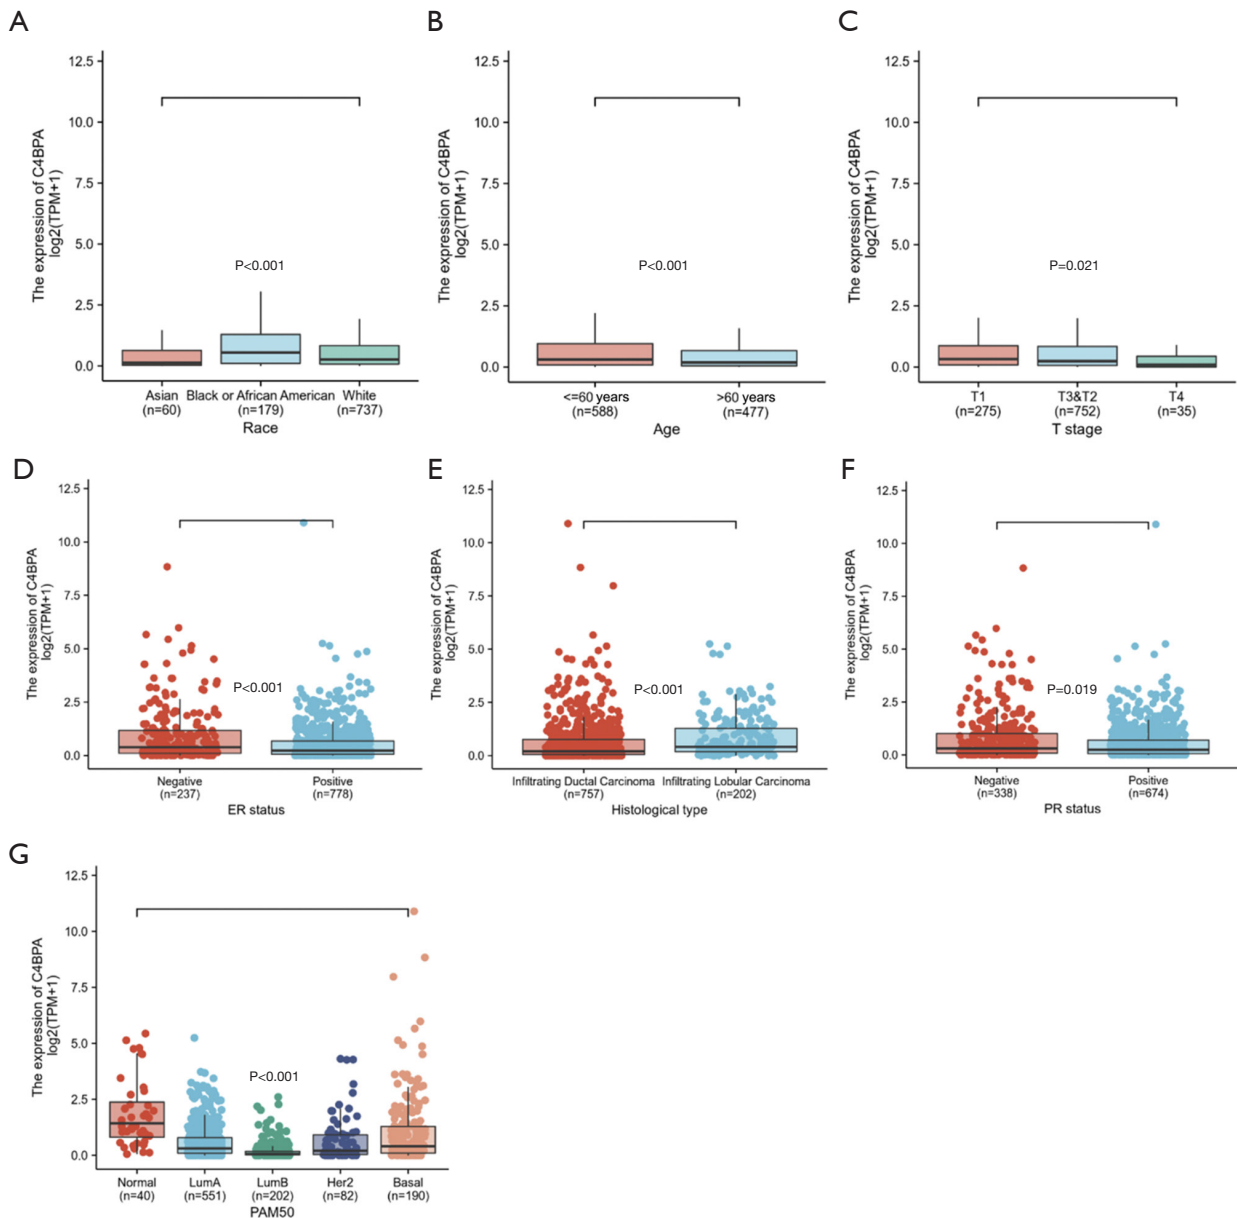 A
The expression of C4BPA
log2(TPM+1)
12.5
10.0
7.5
5.0
2.5
0.0
P<0.001
Asian
(n=60)
Black or African American
(n=179)
White
(n=737)
Race
B
The expression of C4BPA
log2(TPM+1)
12.5
10.0
7.5
5.0
2.5
0.0
P<0.001
<=60 years
(n=588)
>60 years
(n=477)
Age
C
The expression of C4BPA
log2(TPM+1)
12.5
10.0
7.5
5.0
2.5
0.0
P=0.021
T1
(n=275)
T3&T2
(n=752)
T4
(n=35)
T stage
D
The expression of C4BPA
log2(TPM+1)
12.5
10.0
7.5
5.0
2.5
0.0
P<0.001
Negative
(n=237)
Positive
(n=778)
ER status
E
The expression of C4BPA
log2(TPM+1)
12.5
10.0
7.5
5.0
2.5
0.0
P<0.001
Infiltrating Ductal Carcinoma
(n=757)
Infiltrating Lobular Carcinoma
(n=202)
Histological type
F
The expression of C4BPA
log2(TPM+1)
12.5
10.0
7.5
5.0
2.5
0.0
P=0.019
Negative
(n=338)
Positive
(n=674)
PR status
G
The expression of C4BPA
log2(TPM+1)
12.5
10.0
7.5
5.0
2.5
0.0
P<0.001
Normal
(n=40)
LumA
(n=551)
LumB
(n=202)
Her2
(n=82)
Basal
(n=190)
PAM50